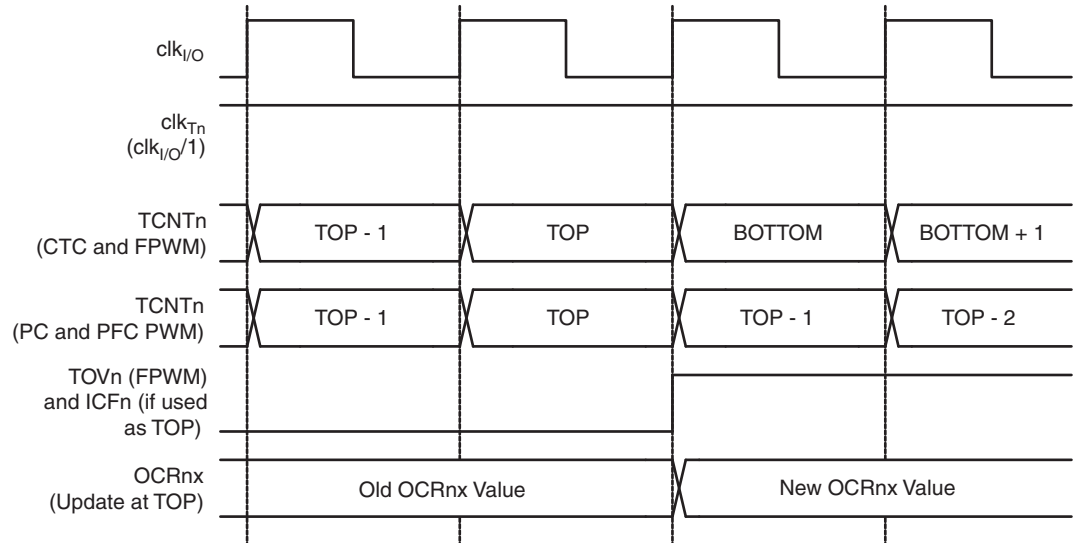 clkI/O
clkTn
(clkI/O/1)
TCNTn
(CTC and FPWM)
TOP - 1
TOP
BOTTOM
BOTTOM + 1
TCNTn
(PC and PFC PWM)
TOP - 1
TOP
TOP - 1
TOP - 2
TOVn (FPWM)
and ICFn (if used
as TOP)
OCRnx
(Update at TOP)
Old OCRnx Value
New OCRnx Value